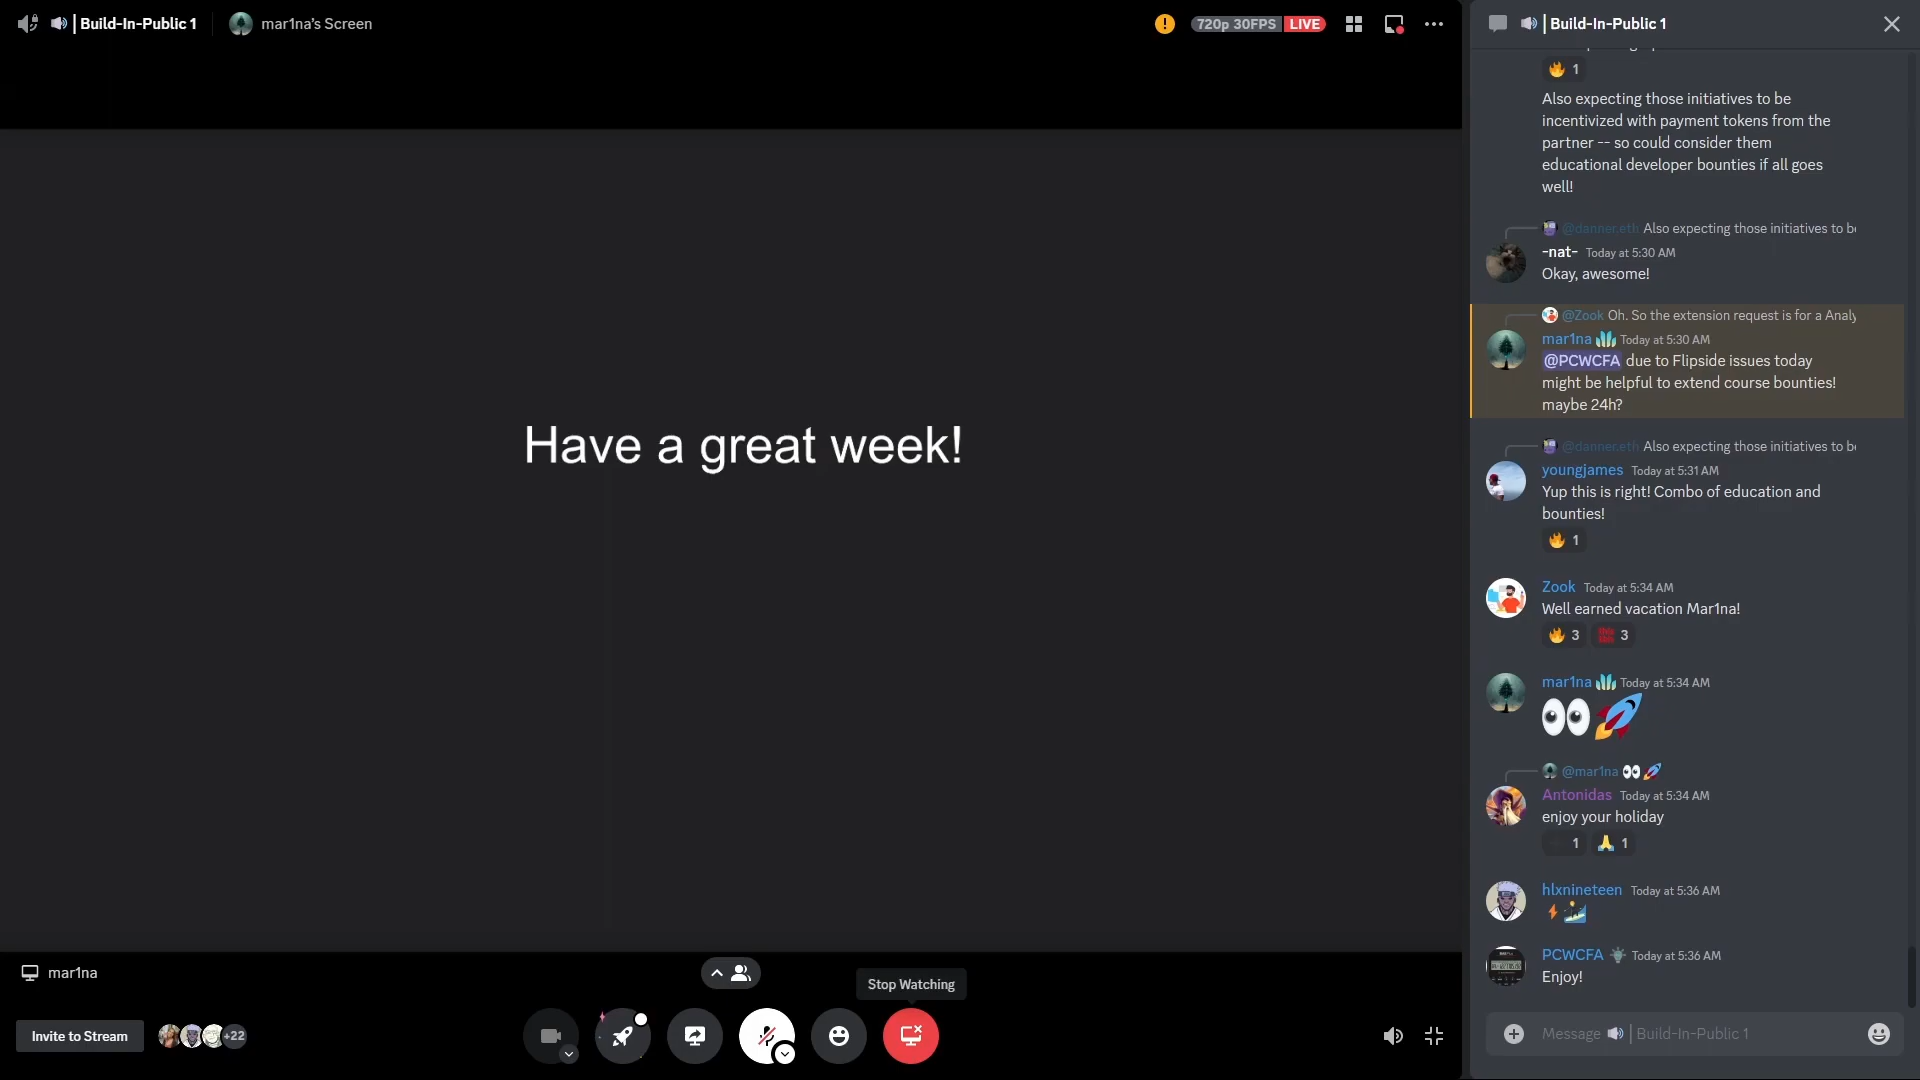 Build-In-Public 1
mar1na's Screen
720p 30FPS LIVE
Have a great week!
mar1na
Stop Watching
Invite to Stream
+22
Build-In-Public 1
1
Also expecting those initiatives to be
incentivized with payment tokens from the
partner -- so could consider them
educational developer bounties if all goes
well!
@danner.eth Also expecting those initiatives to be
-nat- Today at 5:30 AM
Okay, awesome!
@Zook Oh. So the extension request is for a Analy
mar1na Today at 5:30 AM
@PCWCFA due to Flipside issues today
might be helpful to extend course bounties!
maybe 24h?
@danner.eth Also expecting those initiatives to be
youngjames Today at 5:31 AM
Yup this is right! Combo of education and
bounties!
1
Zook Today at 5:34 AM
Well earned vacation Mar1na!
3 3
mar1na Today at 5:34 AM
@mar1na
Antonidas Today at 5:34 AM
enjoy your holiday
1 1
hlxnineteen Today at 5:36 AM
PCWCFA Today at 5:36 AM
Enjoy!
Message Build-In-Public 1